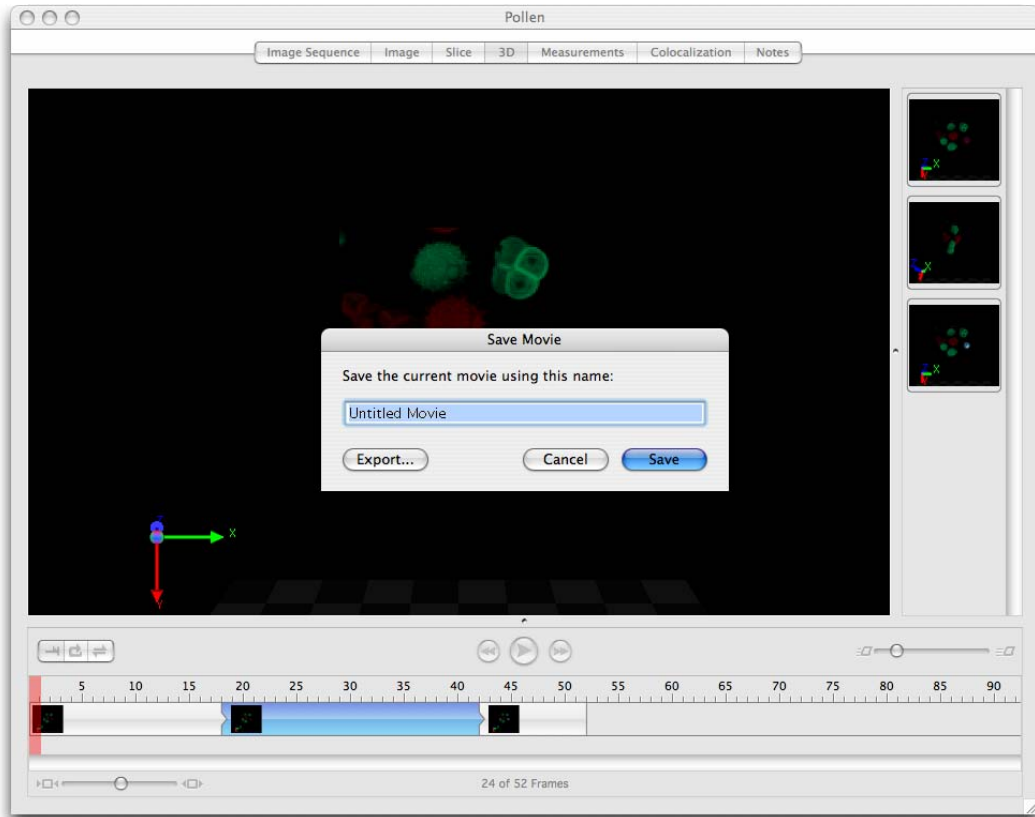 Pollen
Image Sequence Image Slice 3D Measurements Colocalization Notes
X
X
X
Save Movie
Save the current movie using this name:
Untitled Movie
Export... Cancel Save
X
Y
5 10 15 20 25 30 35 40 45 50 55 60 65 70 75 80 85 90
24 of 52 Frames